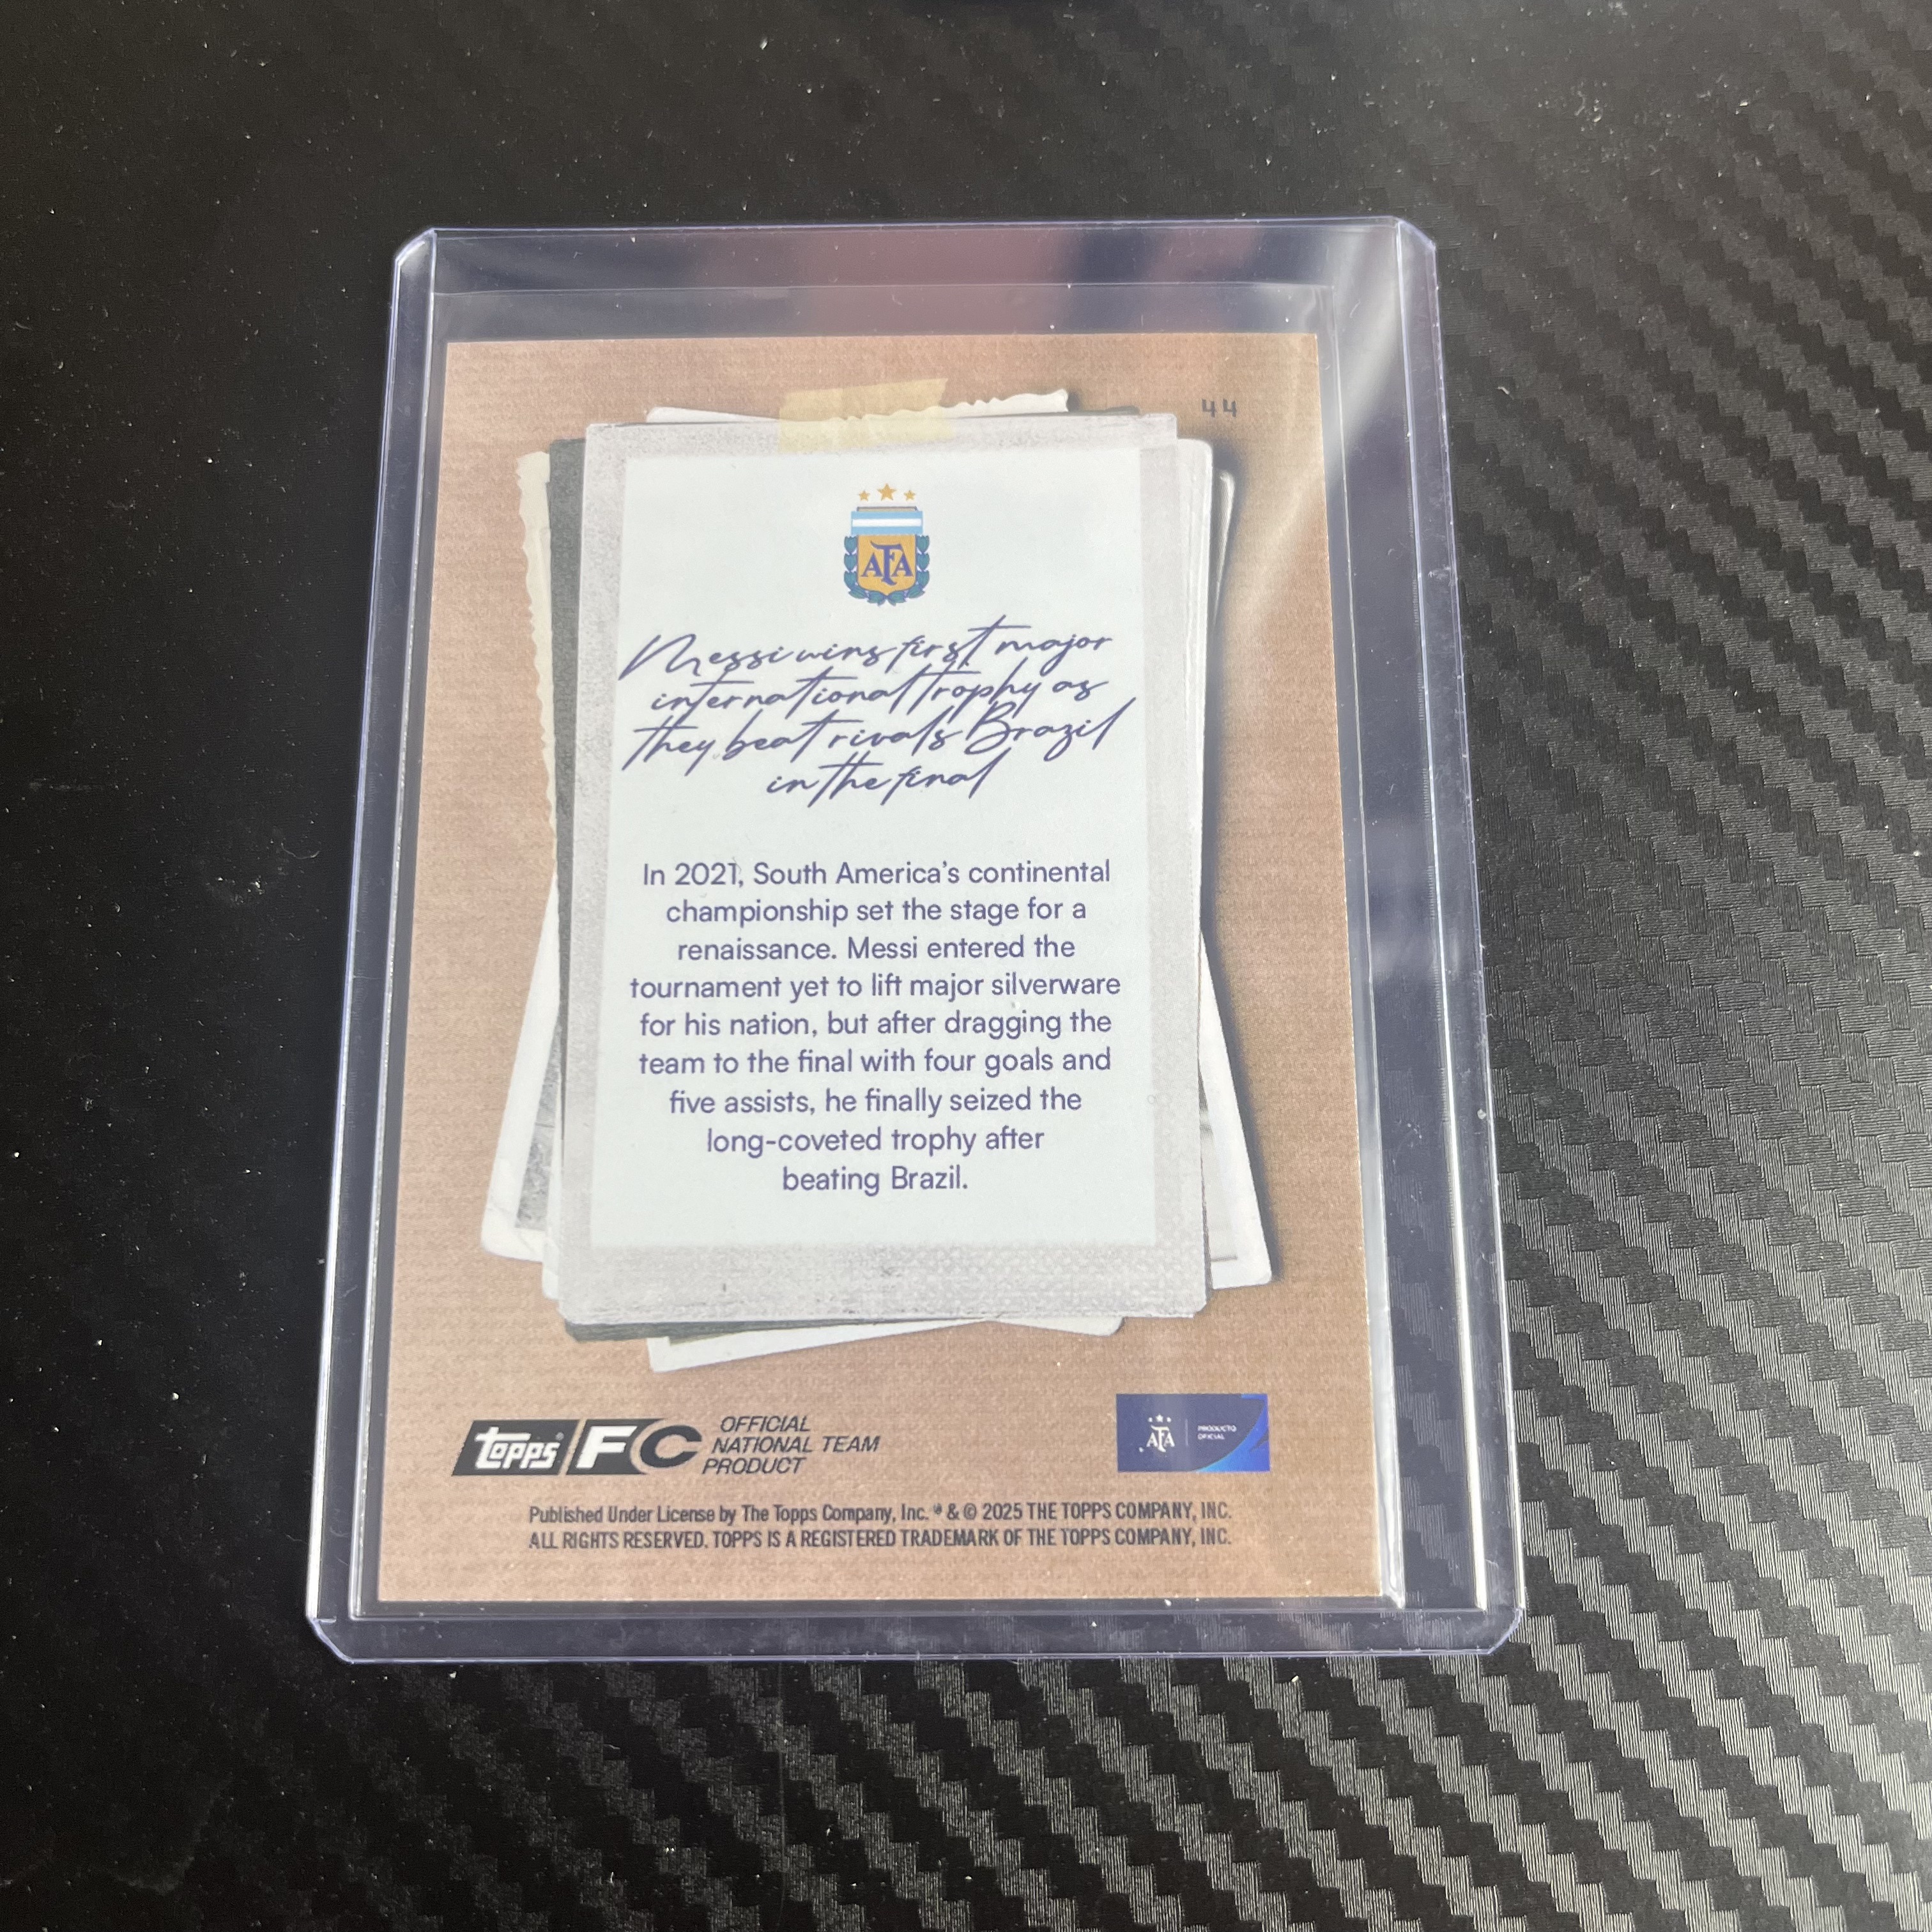 44
AFA
Messi wins first major
international trophy as
they beat rivals Brazil
in the final
In 2021, South America's continental
championship set the stage for a
renaissance. Messi entered the
tournament yet to lift major silverware
for his nation, but after dragging the
team to the final with four goals and
five assists, he finally seized the
long-coveted trophy after
beating Brazil.
topps FC
OFFICIAL
NATIONAL TEAM
PRODUCT
AFA
PRODUCTO
OFICIAL
Published Under License by The Topps Company, Inc.® & © 2025 THE TOPPS COMPANY, INC.
ALL RIGHTS RESERVED. TOPPS IS A REGISTERED TRADEMARK OF THE TOPPS COMPANY, INC.